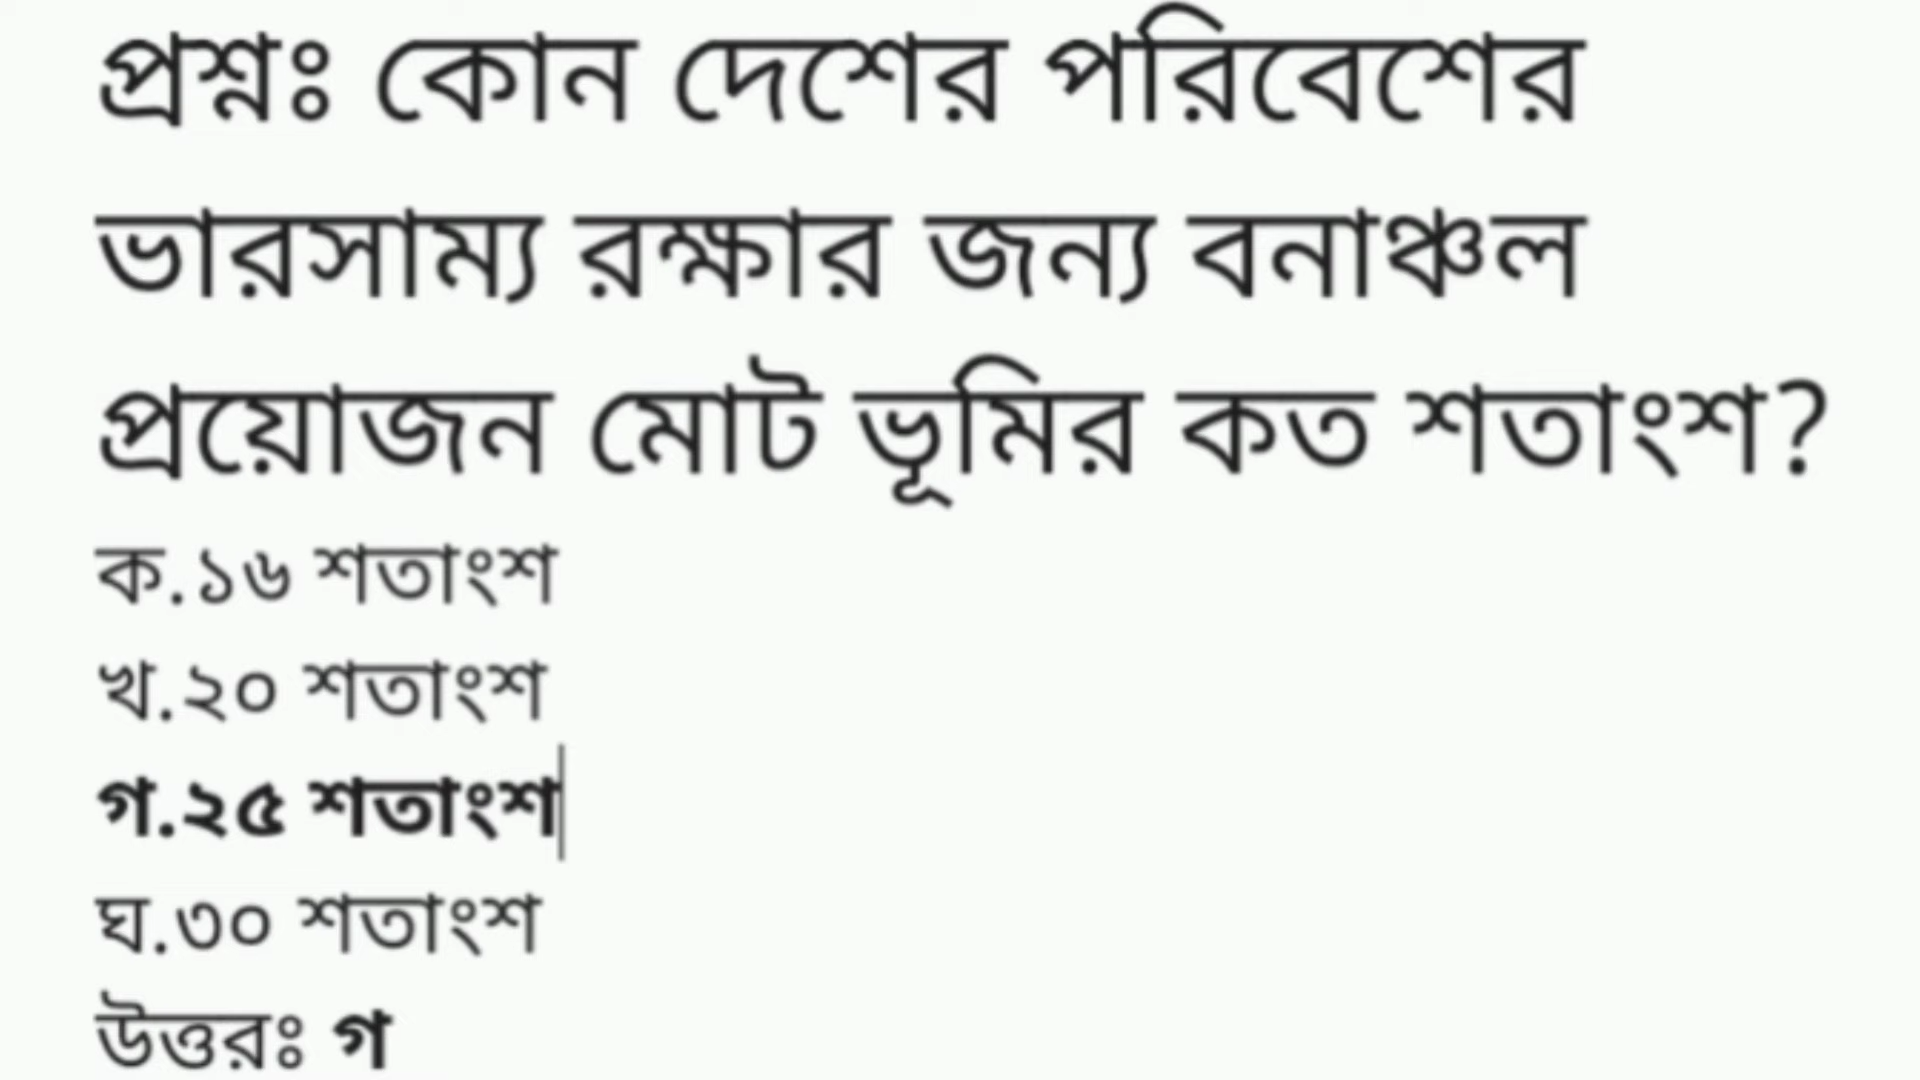 প্রশ্নঃ কোন দেশের পরিবেশের
ভারসাম্য রক্ষার জন্য বনাঞ্চল
প্রয়োজন মোট ভূমির কত শতাংশ?
ক.১৬ শতাংশ
খ.২০ শতাংশ
গ.২৫ শতাংশ
ঘ.৩০ শতাংশ
উত্তরঃ গ